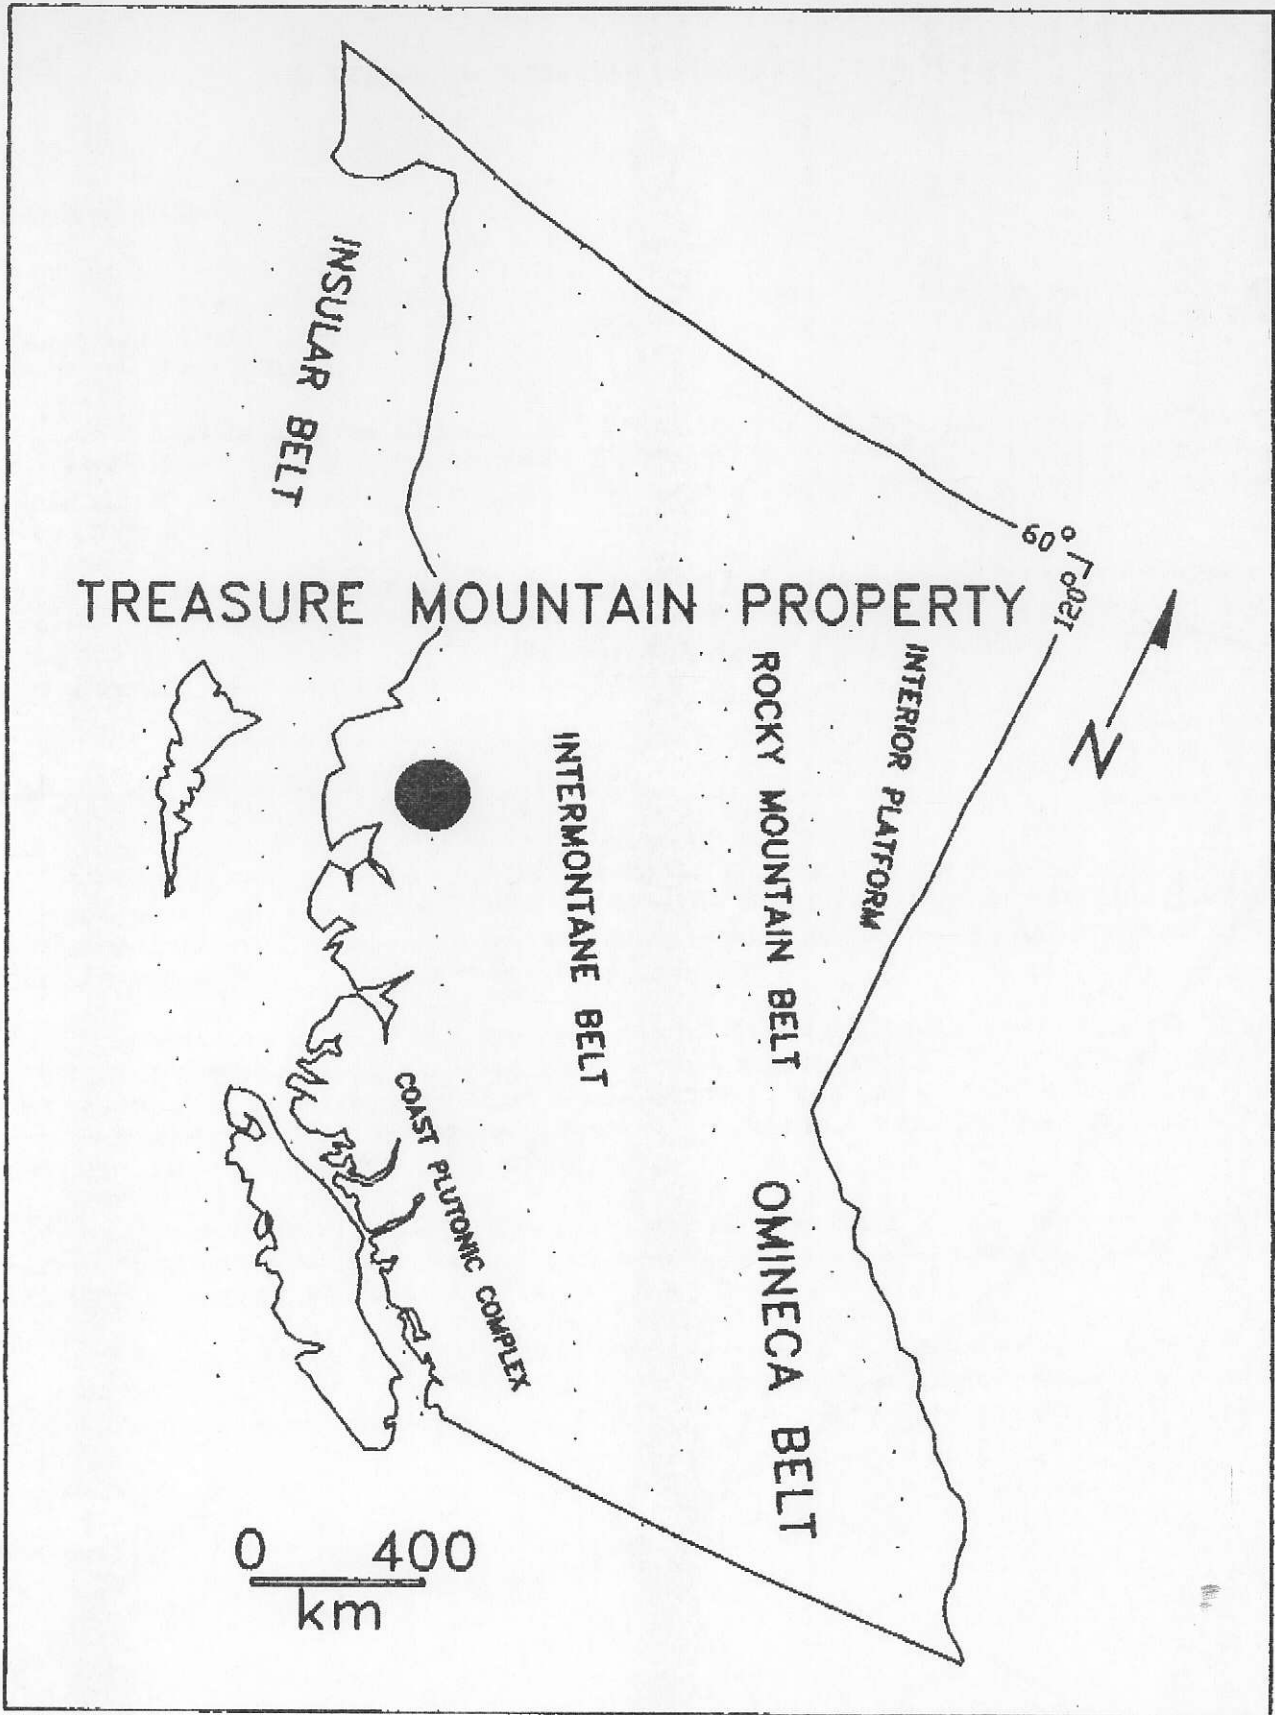 INSULAR BELT
60°
120°
TREASURE MOUNTAIN PROPERTY
N
INTERIOR PLATFORM
ROCKY MOUNTAIN BELT
INTERMONTANE BELT
COAST PLUTONIC COMPLEX
OMINECA BELT
0 400
km